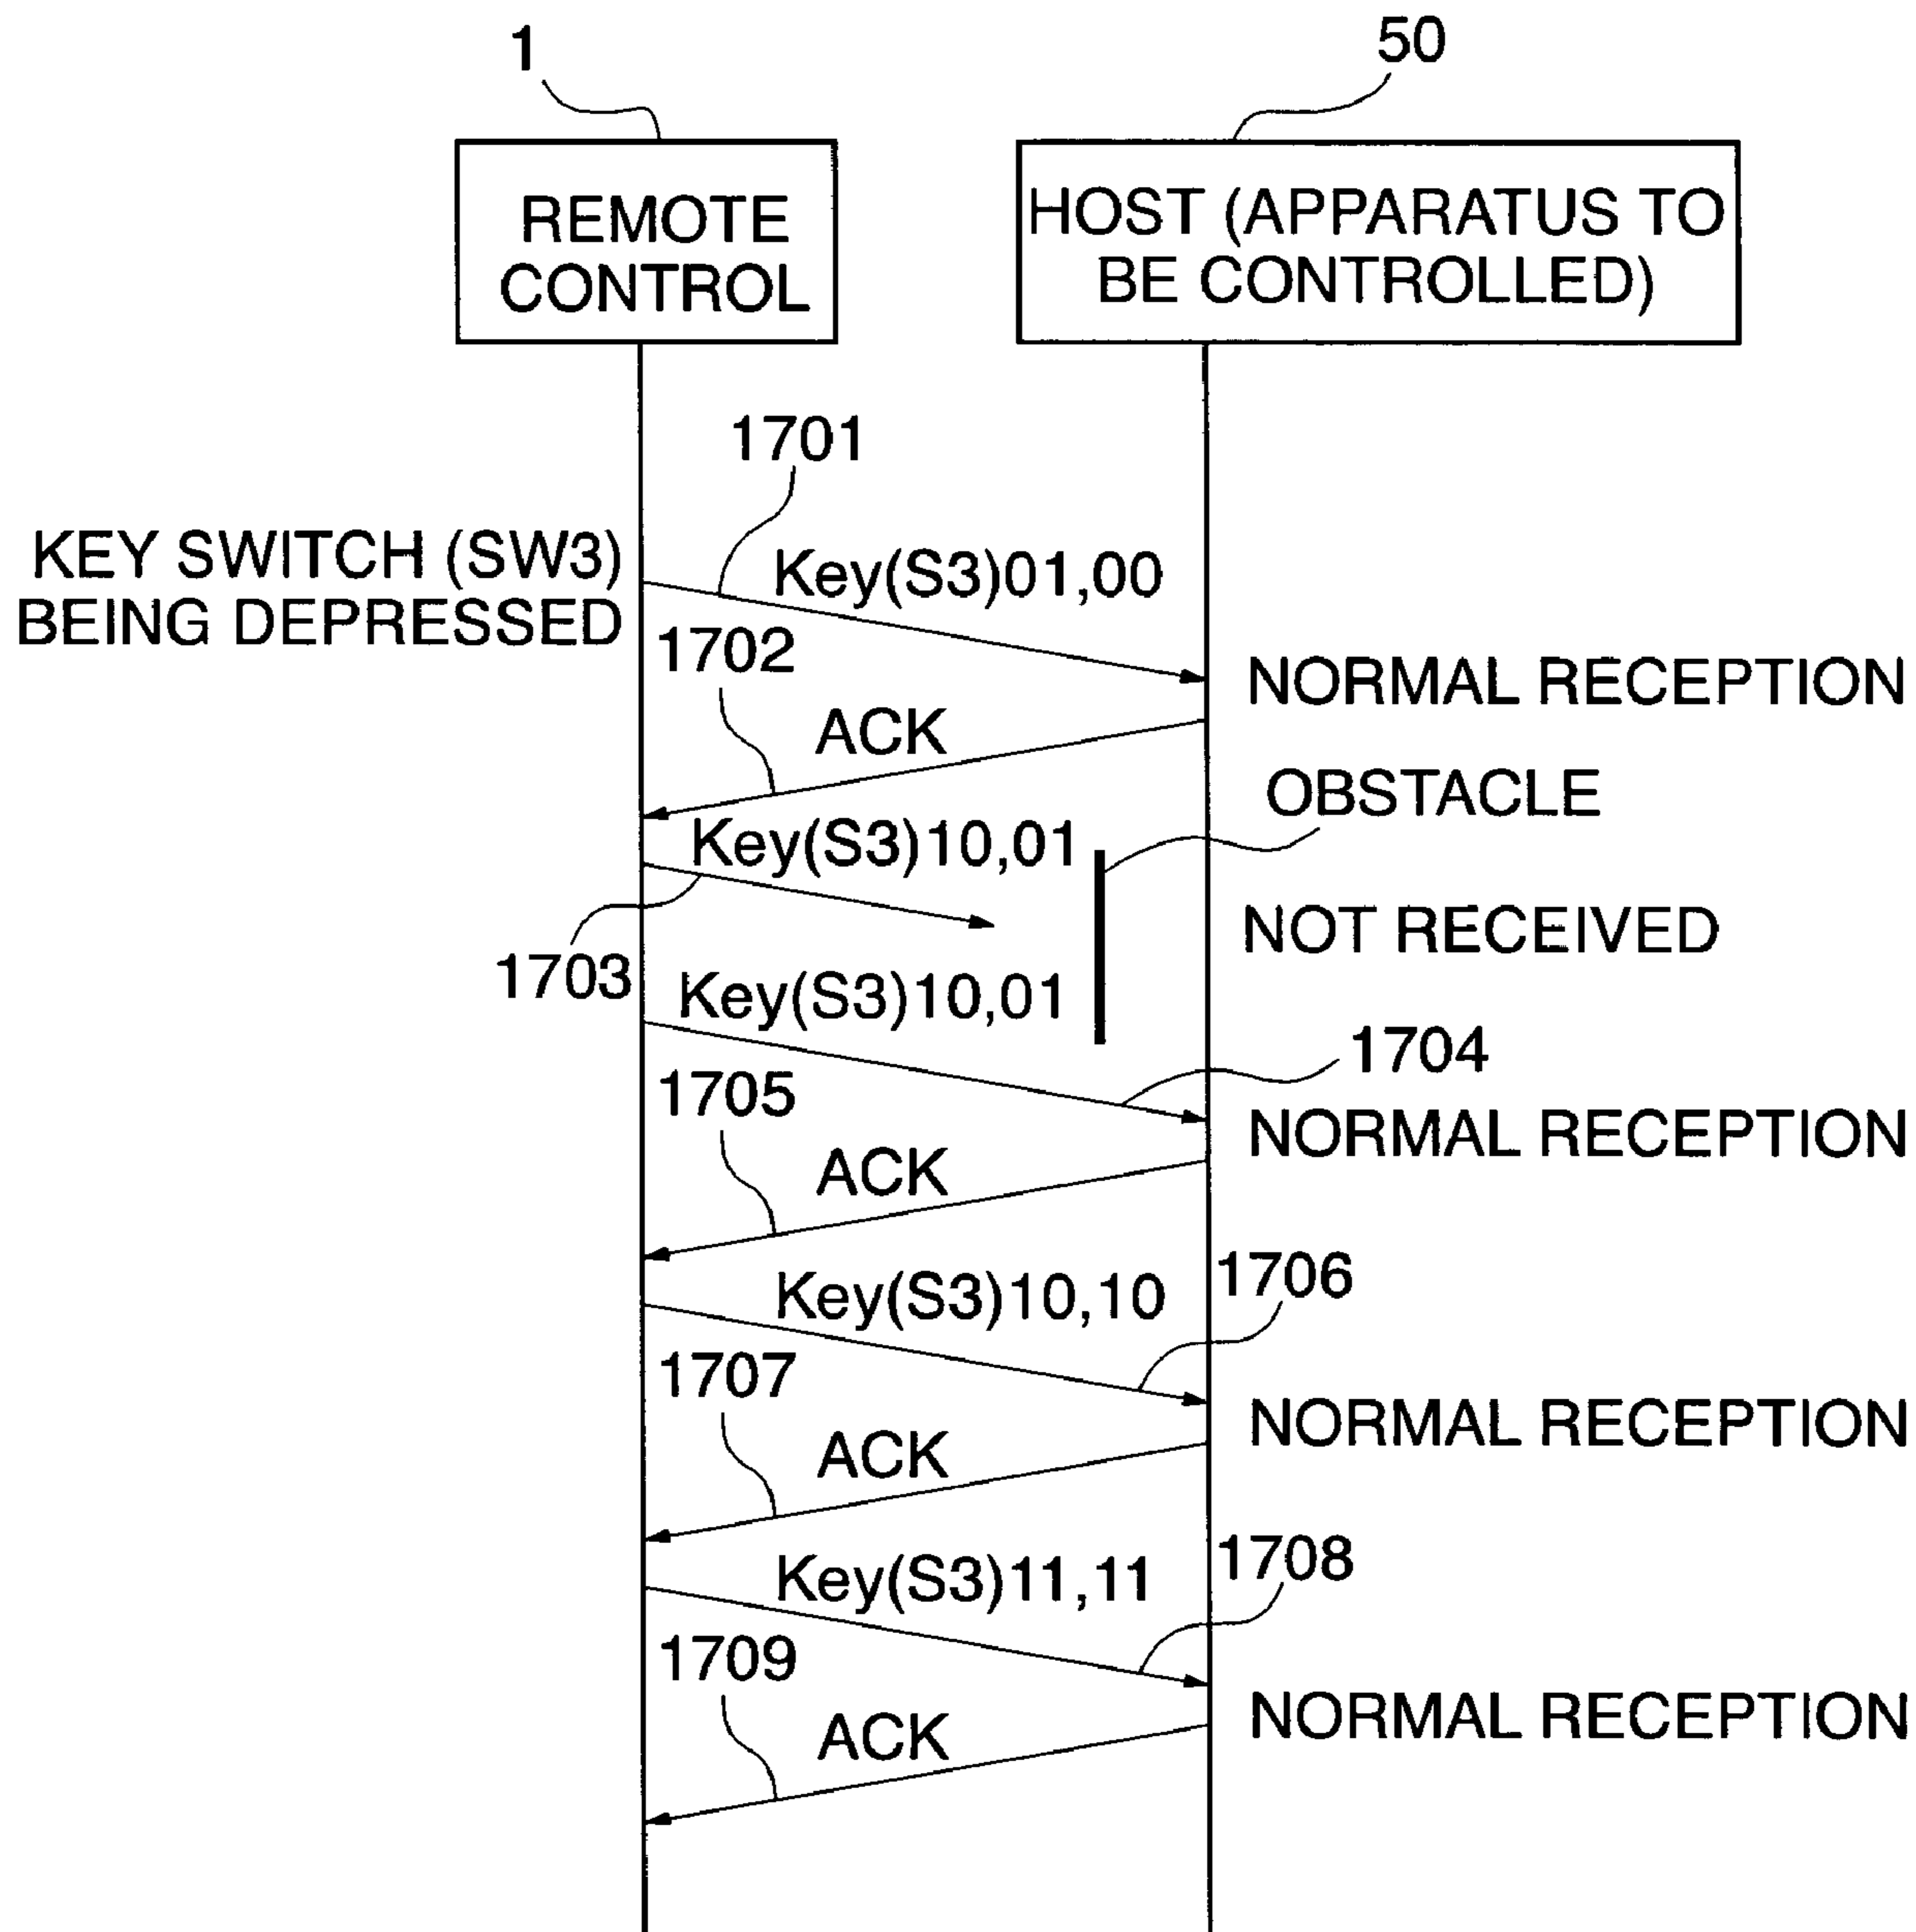 1
50
REMOTE
CONTROL
HOST (APPARATUS TO
BE CONTROLLED)
1701
KEY SWITCH (SW3)
BEING DEPRESSED
Key(S3)01,00
1702
NORMAL RECEPTION
ACK
OBSTACLE
Key(S3)10,01
NOT RECEIVED
1703
Key(S3)10,01
1704
1705
NORMAL RECEPTION
ACK
1706
Key(S3)10,10
1707
NORMAL RECEPTION
ACK
1708
Key(S3)11,11
1709
NORMAL RECEPTION
ACK